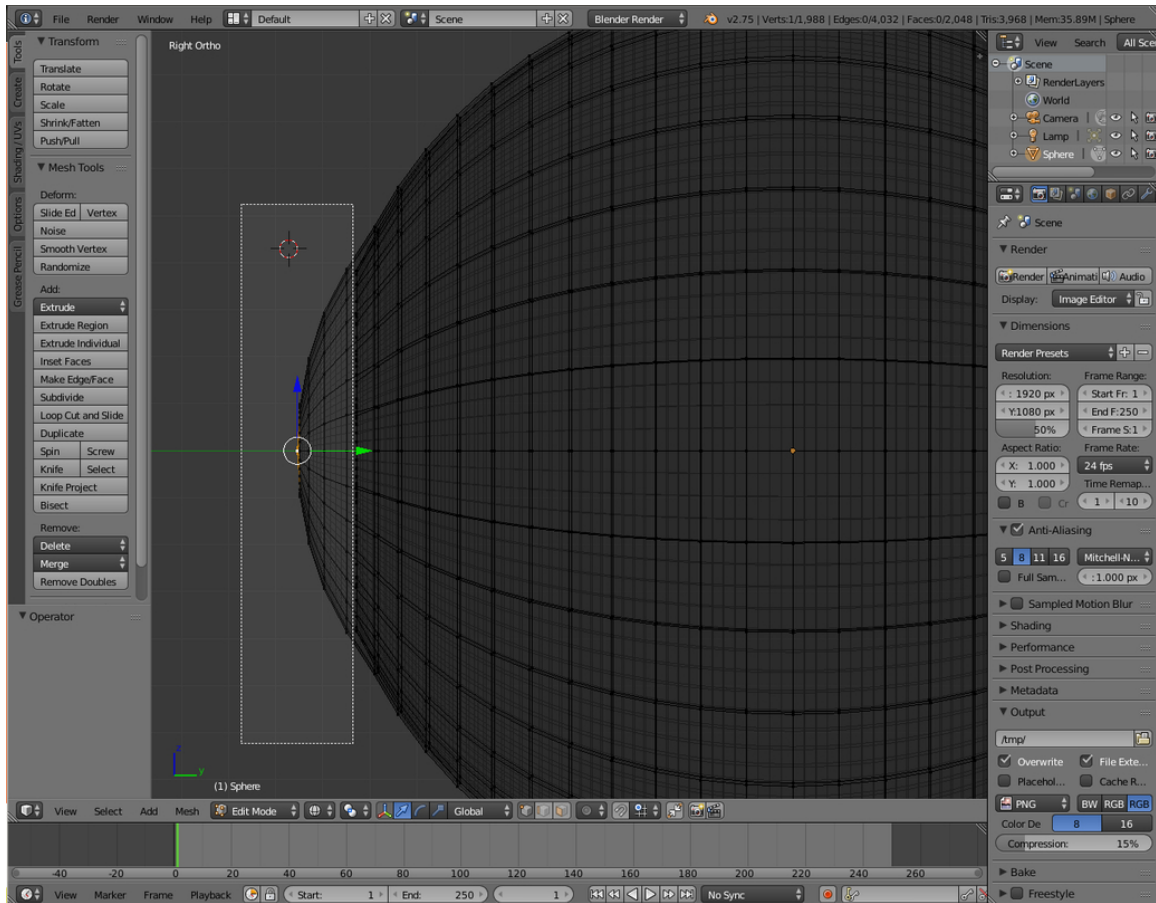 File Render Window Help Default Scene Blender Render v2.75 | Verts:1/1,988 | Edges:0/4,032 | Faces:0/2,048 | Tris:3,968 | Mem:35.89M | Sphere
Tools
Create
Shading / UVs
Options
Grease Pencil
Transform
Translate
Rotate
Scale
Shrink/Fatten
Push/Pull
Mesh Tools
Deform:
Slide Ed Vertex
Noise
Smooth Vertex
Randomize
Add:
Extrude
Extrude Region
Extrude Individual
Inset Faces
Make Edge/Face
Subdivide
Loop Cut and Slide
Duplicate
Spin Screw
Knife Select
Knife Project
Bisect
Remove:
Delete
Merge
Remove Doubles
Operator
Right Ortho
z
y
(1) Sphere
View Select Add Mesh Edit Mode Global
-40 -20 0 20 40 60 80 100 120 140 160 180 200 220 240 260
View Marker Frame Playback Start: 1 End: 250 1 No Sync
View Search All Sce
Scene
RenderLayers
World
Camera
Lamp
Sphere
Scene
Render
Render Animati Audio
Display: Image Editor
Dimensions
Render Presets
Resolution: Frame Range:
: 1920 px Start Fr: 1
Y:1080 px End F:250
50% Frame S:1
Aspect Ratio: Frame Rate:
X: 1.000 24 fps
Y: 1.000 Time Remap...
B Cr 1 10
Anti-Aliasing
5 8 11 16 Mitchell-N...
Full Sam... : 1.000 px
Sampled Motion Blur
Shading
Performance
Post Processing
Metadata
Output
/tmp/
Overwrite File Exte...
Placehol... Cache R...
PNG BW RGB RGB
Color De 8 16
Compression: 15%
Bake
Freestyle